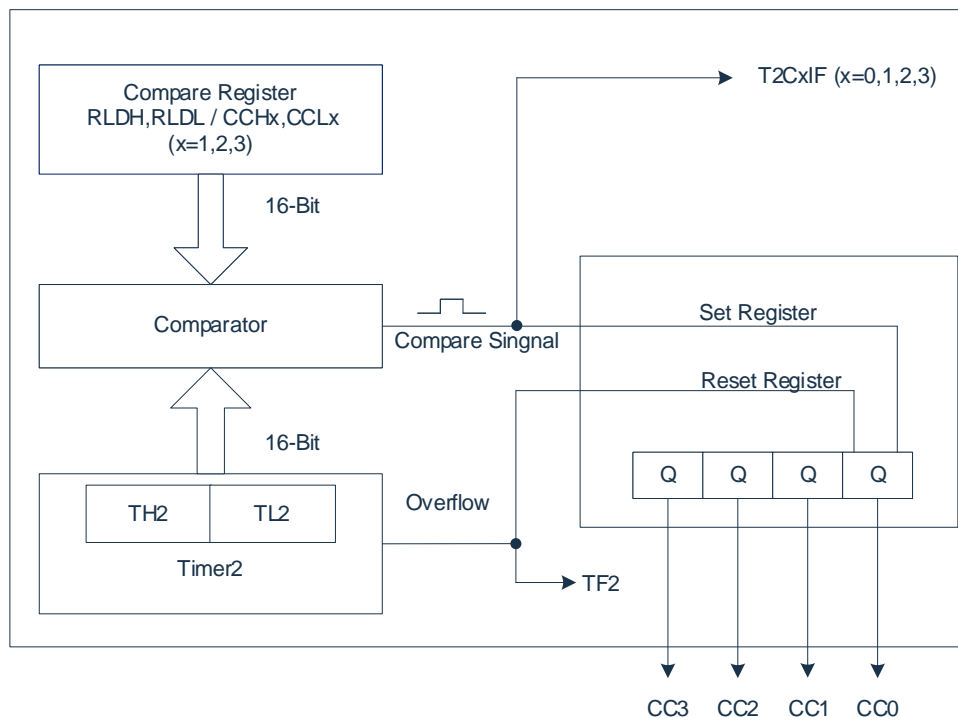 Compare Register
RLDH,RLDL / CCHx,CCLx
(x=1,2,3)
T2CxIF (x=0,1,2,3)
16-Bit
Comparator
Compare Singnal
Set Register
Reset Register
16-Bit
TH2
TL2
Timer2
Overflow
TF2
Q
Q
Q
Q
CC3
CC2
CC1
CC0